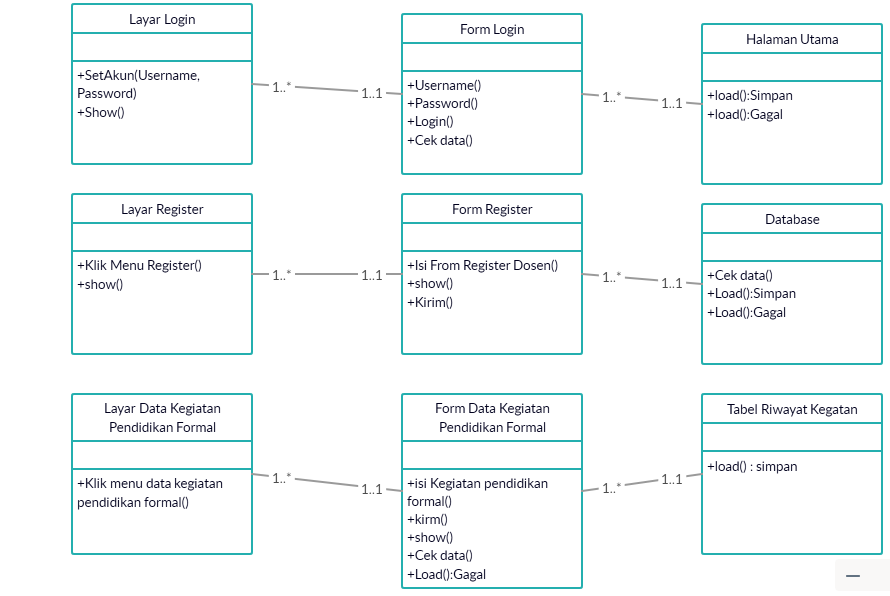 Layar Login
+SetAkun(Username,
Password)
+Show()
1..*
1..1
Form Login
+Username()
+Password()
+Login()
+Cek data()
1..*
1..1
Halaman Utama
+load():Simpan
+load():Gagal
Layar Register
+Klik Menu Register()
+show()
1..*
1..1
Form Register
+Isi From Register Dosen()
+show()
+Kirim()
1..*
1..1
Database
+Cek data()
+Load():Simpan
+Load():Gagal
Layar Data Kegiatan
Pendidikan Formal
+Klik menu data kegiatan
pendidikan formal()
1..*
1..1
Form Data Kegiatan
Pendidikan Formal
+isi Kegiatan pendidikan
formal()
+kirm()
+show()
+Cek data()
+Load():Gagal
1..*
1..1
Tabel Riwayat Kegatan
+load() : simpan